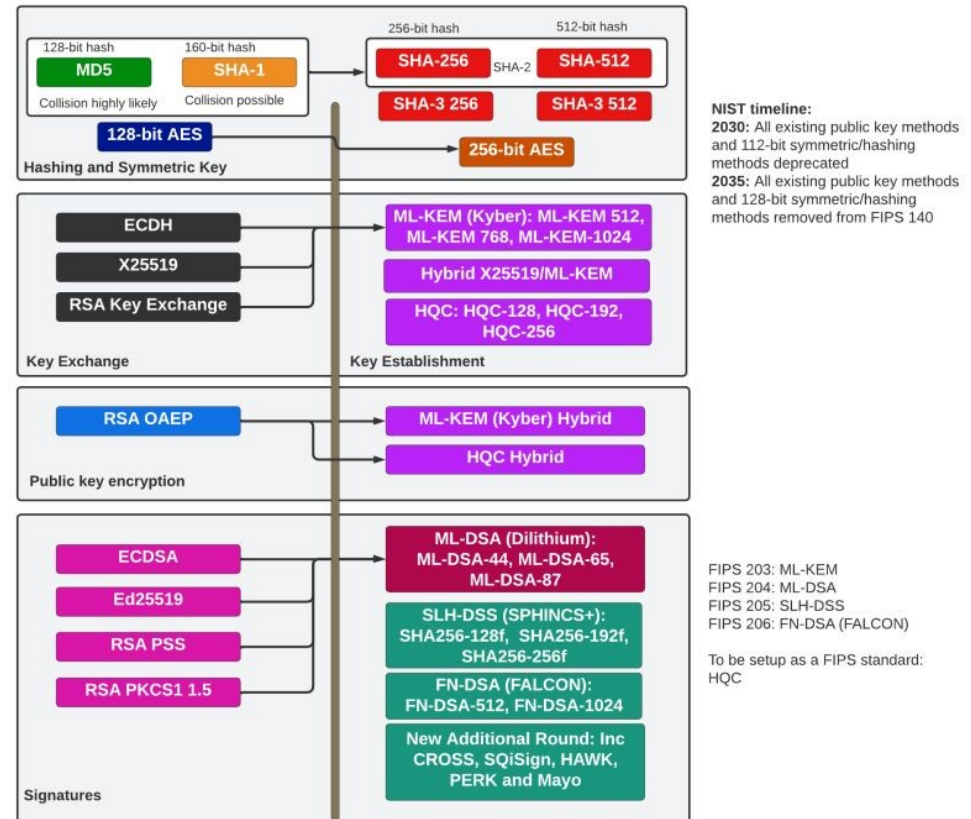 128-bit hash
160-bit hash
MD5
SHA-1
Collision highly likely
Collision possible
256-bit hash
512-bit hash
SHA-256
SHA-2
SHA-512
SHA-3 256
SHA-3 512
128-bit AES
256-bit AES
Hashing and Symmetric Key
NIST timeline:
2030: All existing public key methods
and 112-bit symmetric/hashing
methods deprecated
2035: All existing public key methods
and 128-bit symmetric/hashing
methods removed from FIPS 140
ECDH
X25519
RSA Key Exchange
Key Exchange
ML-KEM (Kyber): ML-KEM 512,
ML-KEM 768, ML-KEM-1024
Hybrid X25519/ML-KEM
HQC: HQC-128, HQC-192,
HQC-256
Key Establishment
RSA OAEP
ML-KEM (Kyber) Hybrid
HQC Hybrid
Public key encryption
ECDSA
Ed25519
RSA PSS
RSA PKCS1 1.5
Signatures
ML-DSA (Dilithium):
ML-DSA-44, ML-DSA-65,
ML-DSA-87
SLH-DSS (SPHINCS+):
SHA256-128f, SHA256-192f,
SHA256-256f
FN-DSA (FALCON):
FN-DSA-512, FN-DSA-1024
New Additional Round: Inc
CROSS, SQiSign, HAWK,
PERK and Mayo
FIPS 203: ML-KEM
FIPS 204: ML-DSA
FIPS 205: SLH-DSS
FIPS 206: FN-DSA (FALCON)
To be setup as a FIPS standard:
HQC